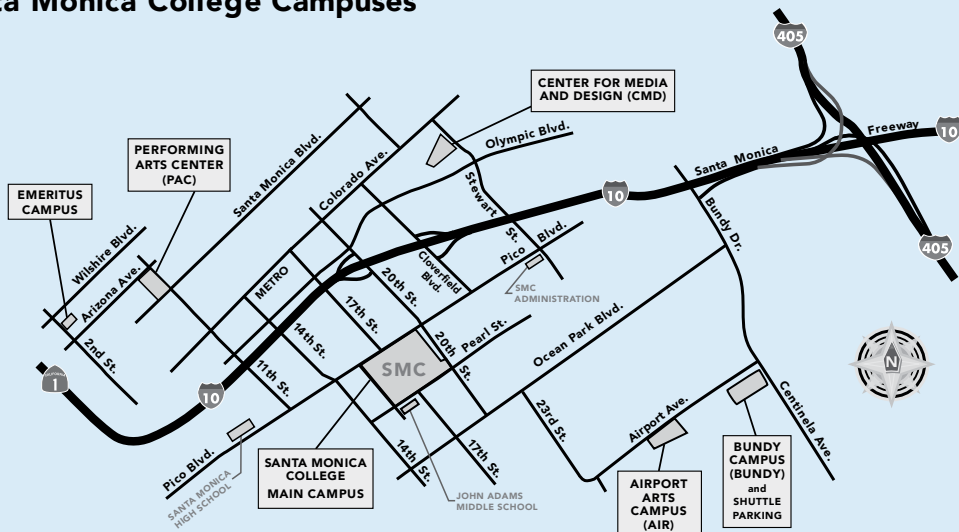 ta Monica College Campuses
405
CENTER FOR MEDIA
AND DESIGN (CMD)
Freeway
10
Olympic Blvd.
PERFORMING
ARTS CENTER
(PAC)
Santa Monica Blvd.
Colorado Ave.
Santa Monica
EMERITUS
CAMPUS
Stewart
St.
10
Bundy Dr.
Wilshire Blvd.
Pico Blvd.
405
Arizona Ave.
METRO
20th St.
Cloverfield
Blvd.
SMC
ADMINISTRATION
17th St.
14th St.
20th
St.
Pearl St.
Ocean Park Blvd.
2nd St.
11th St.
SMC
N
CALIFORNIA
1
10
23rd St.
Airport Ave.
Centinela Ave.
Pico Blvd.
SANTA MONICA
HIGH SCHOOL
SANTA MONICA
COLLEGE
MAIN CAMPUS
14th St.
17th St.
JOHN ADAMS
MIDDLE SCHOOL
AIRPORT
ARTS
CAMPUS
(AIR)
BUNDY
CAMPUS
(BUNDY)
and
SHUTTLE
PARKING